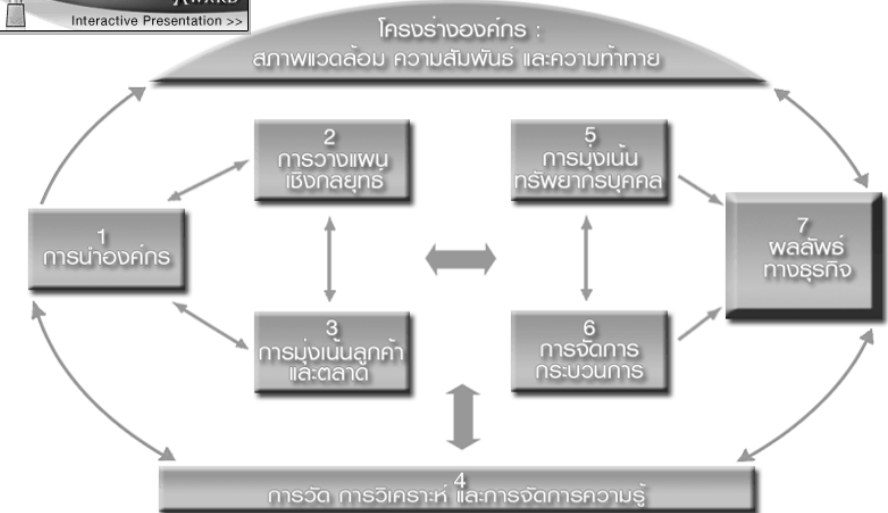 AWARD
Interactive Presentation >>
โครงร่างองค์กร :
สภาพแวดล้อม ความสัมพันธ์ และความท้าทาย
2
การวางแผน
เชิงกลยุทธ์
5
การมุ่งเน้น
ทรัพยากรบุคคล
1
การนำองค์กร
7
ผลลัพธ์
ทางธุรกิจ
3
การมุ่งเน้นลูกค้า
และตลาด
6
การจัดการ
กระบวนการ
4
การวัด การวิเคราะห์ และการจัดการความรู้